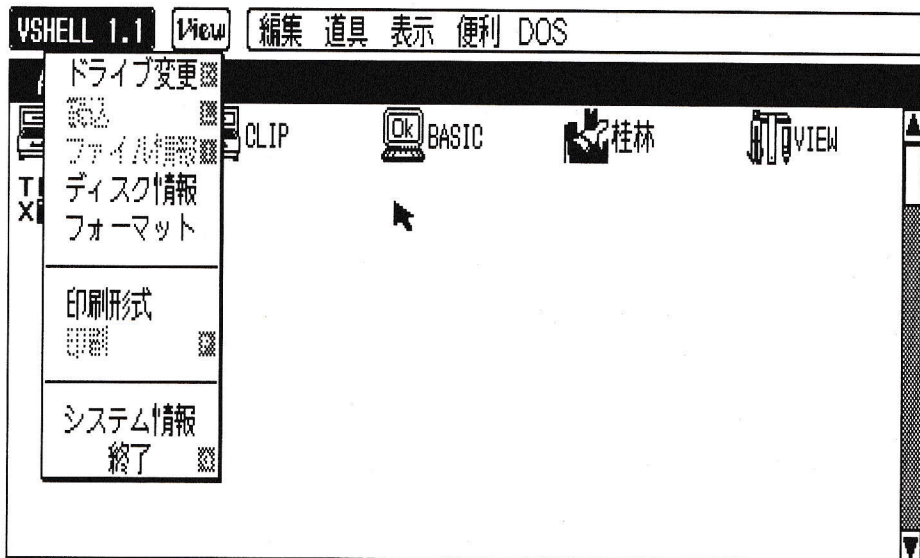 VSHELL 1.1 View 編集 道具 表示 便利 DOS
ドライブ変更
読込
ファイル情報
ディスク情報
フォーマット
印刷形式
印刷
システム情報
終了
CLIP Ok BASIC 桂林 VIEW